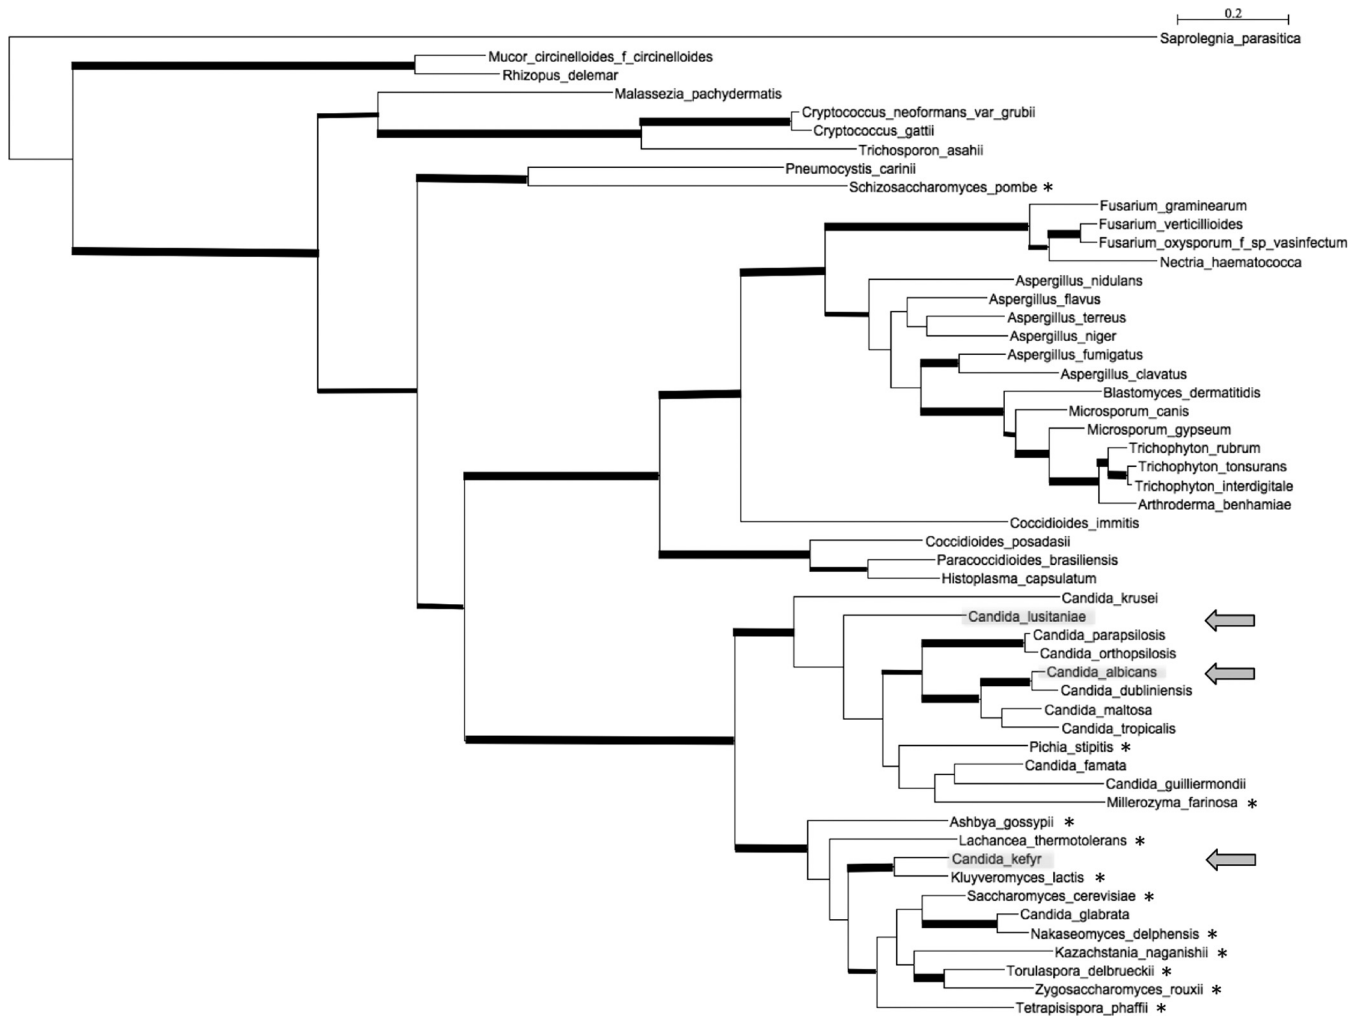 0.2
Saprolegnia_parasitica
Mucor_circinelloides_f_circinelloides
Rhizopus_delemar
Malassezia_pachydermatis
Cryptococcus_neoformans_var_grubii
Cryptococcus_gattii
Trichosporon_asahii
Pneumocystis_carinii
Schizosaccharomyces_pombe *
Fusarium_graminearum
Fusarium_verticillioides
Fusarium_oxysporum_f_sp_vasinfectum
Nectria_haematococca
Aspergillus_nidulans
Aspergillus_flavus
Aspergillus_terreus
Aspergillus_niger
Aspergillus_fumigatus
Aspergillus_clavatus
Blastomyces_dermatitidis
Microsporum_canis
Microsporum_gypseum
Trichophyton_rubrum
Trichophyton_tonsurans
Trichophyton_interdigitale
Arthroderma_benhamiae
Coccidioides_immitis
Coccidioides_posadasii
Paracoccidioides_brasiliensis
Histoplasma_capsulatum
Candida_krusei
Candida_lusitaniae
Candida_parapsilosis
Candida_orthopsilosis
Candida_albicans
Candida_dubliniensis
Candida_maltosa
Candida_tropicalis
Pichia_stipitis *
Candida_famata
Candida_guilliermondii
Millerozyma_farinosa *
Ashbya_gossypii *
Lachancea_thermotolerans *
Candida_kefyr
Kluyveromyces_lactis *
Saccharomyces_cerevisiae *
Candida_glabrata
Nakaseomyces_delphensis *
Kazachstania_naganishii *
Torulaspora_delbrueckii *
Zygosaccharomyces_rouxii *
Tetrapisispora_phaffii *